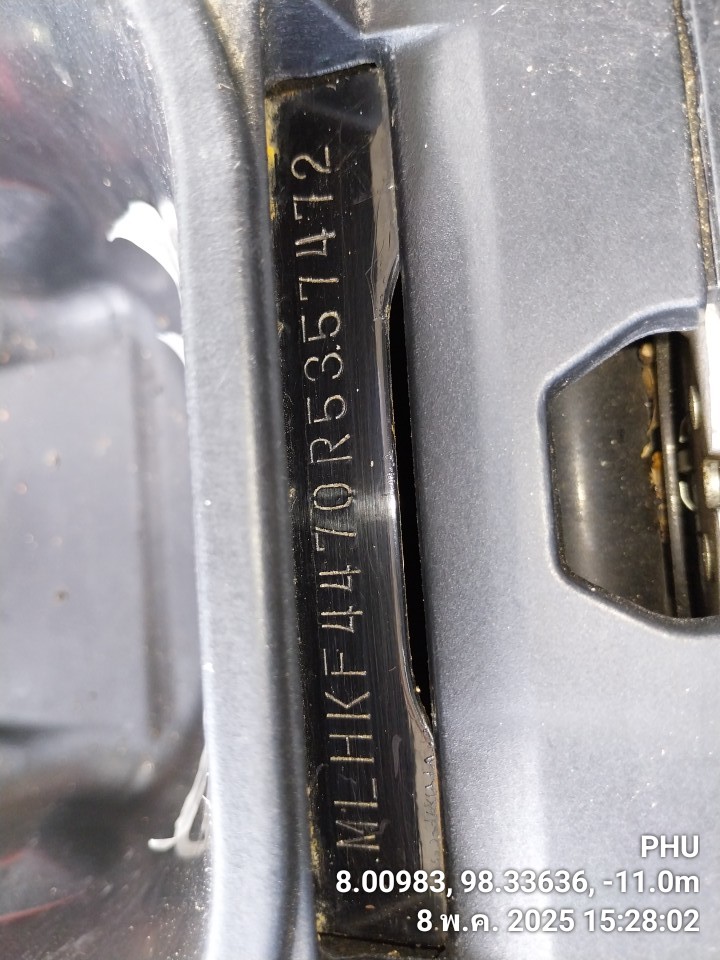 MLHKF4470R5357472
PHU
8.00983, 98.33636, -11.0m
8 พ.ค. 2025 15:28:02